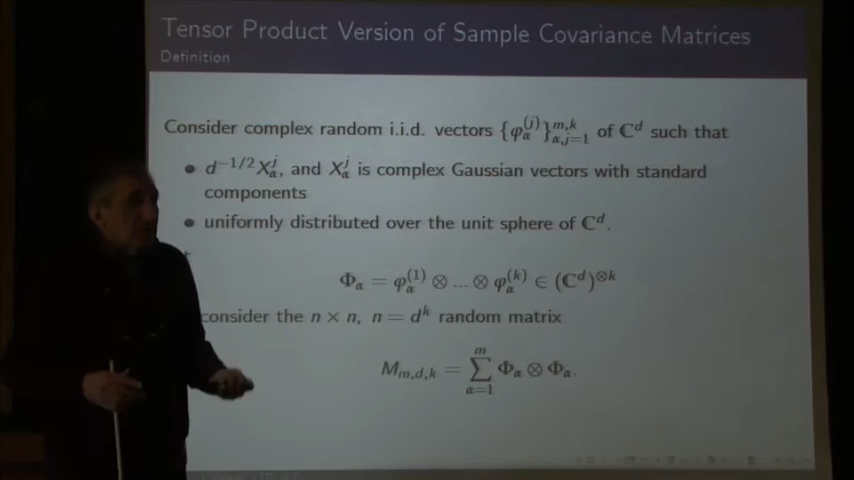 Tensor Product Version of Sample Covariance Matrices
Definition
Consider complex random i.i.d. vectors {φ_α^{(j)}}_{α,j=1}^{m,k} of ℂ^d such that
• d^{-1/2}X_α^j, and X_α^j is complex Gaussian vectors with standard
components
• uniformly distributed over the unit sphere of ℂ^d.
Φ_α = φ_α^{(1)} ⊗ ... ⊗ φ_α^{(k)} ∈ (ℂ^d)^{⊗k}
consider the n × n, n = d^k random matrix
M_{m,d,k} = ∑_{α=1}^{m} Φ_α ⊗ Φ_α.